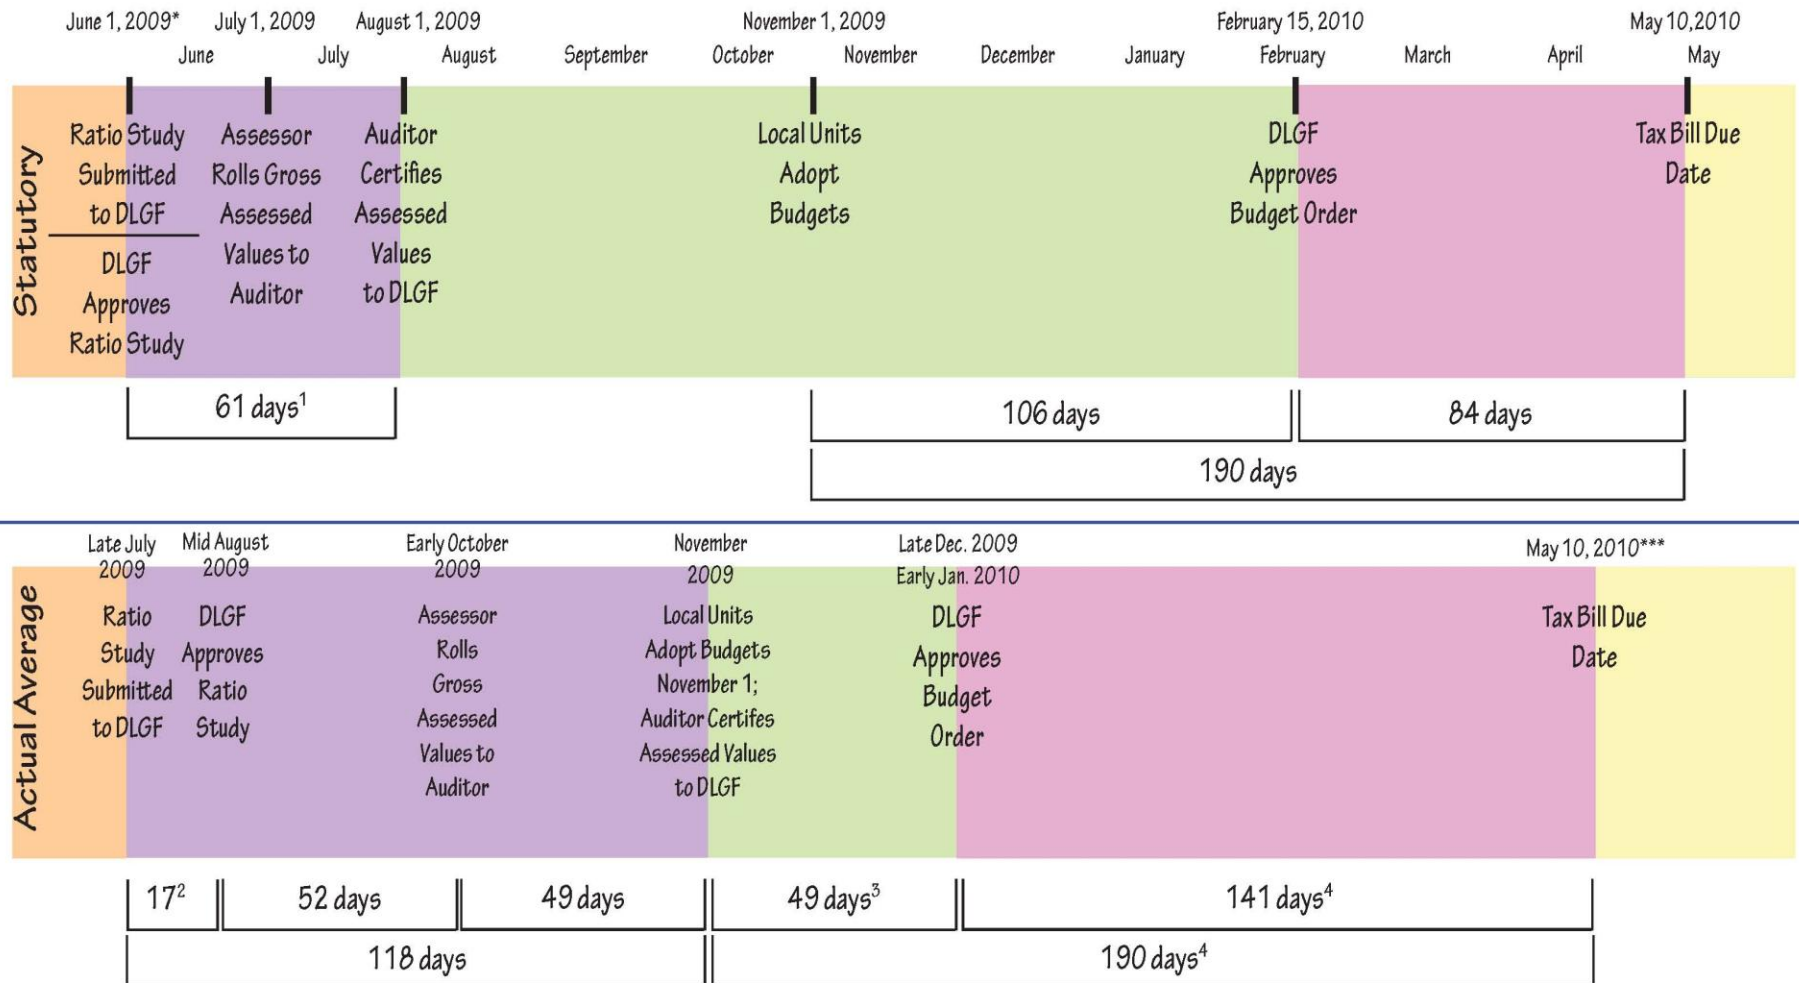 June 1, 2009*
July 1, 2009
August 1, 2009
November 1, 2009
February 15, 2010
May 10, 2010
June
July
August
September
October
November
December
January
February
March
April
May
Statutory
Ratio Study
Submitted
to DLGF
DLGF
Approves
Ratio Study
Assessor
Rolls Gross
Assessed
Values to
Auditor
Auditor
Certifies
Assessed
Values
to DLGF
Local Units
Adopt
Budgets
DLGF
Approves
Budget Order
Tax Bill Due
Date
61 days¹
106 days
84 days
190 days
Actual Average
Late July
2009
Ratio
Study
Submitted
to DLGF
Mid August
2009
DLGF
Approves
Ratio
Study
Early October
2009
Assessor
Rolls
Gross
Assessed
Values to
Auditor
November
2009
Local Units
Adopt Budgets
November 1;
Auditor Certifes
Assessed Values
to DLGF
Late Dec. 2009
Early Jan. 2010
DLGF
Approves
Budget
Order
May 10, 2010***
Tax Bill Due
Date
17²
52 days
49 days
49 days³
141 days⁴
118 days
190 days⁴